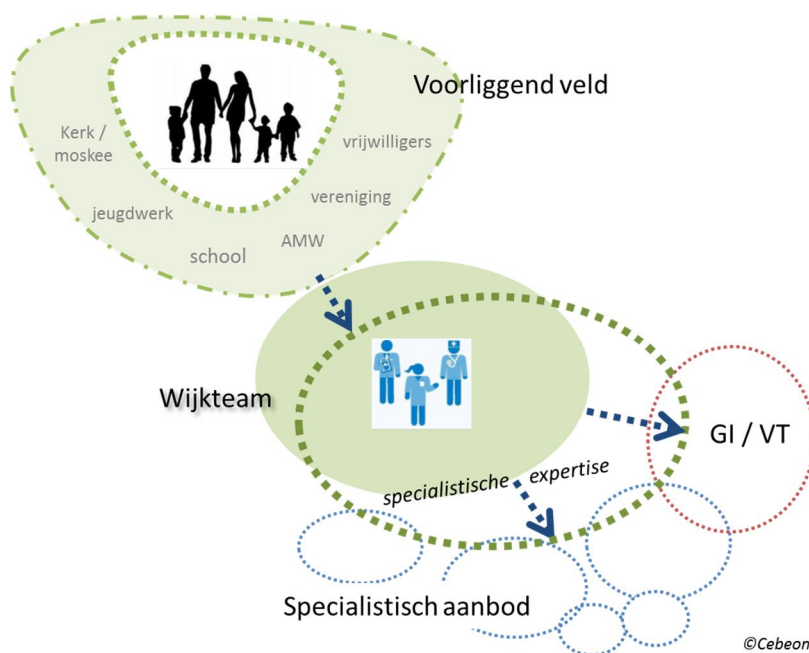 Voorliggend veld
Kerk /
moskee
vrijwilligers
vereniging
jeugdwerk
AMW
school
Wijkteam
GI / VT
specialistische expertise
Specialistisch aanbod
©Cebeon